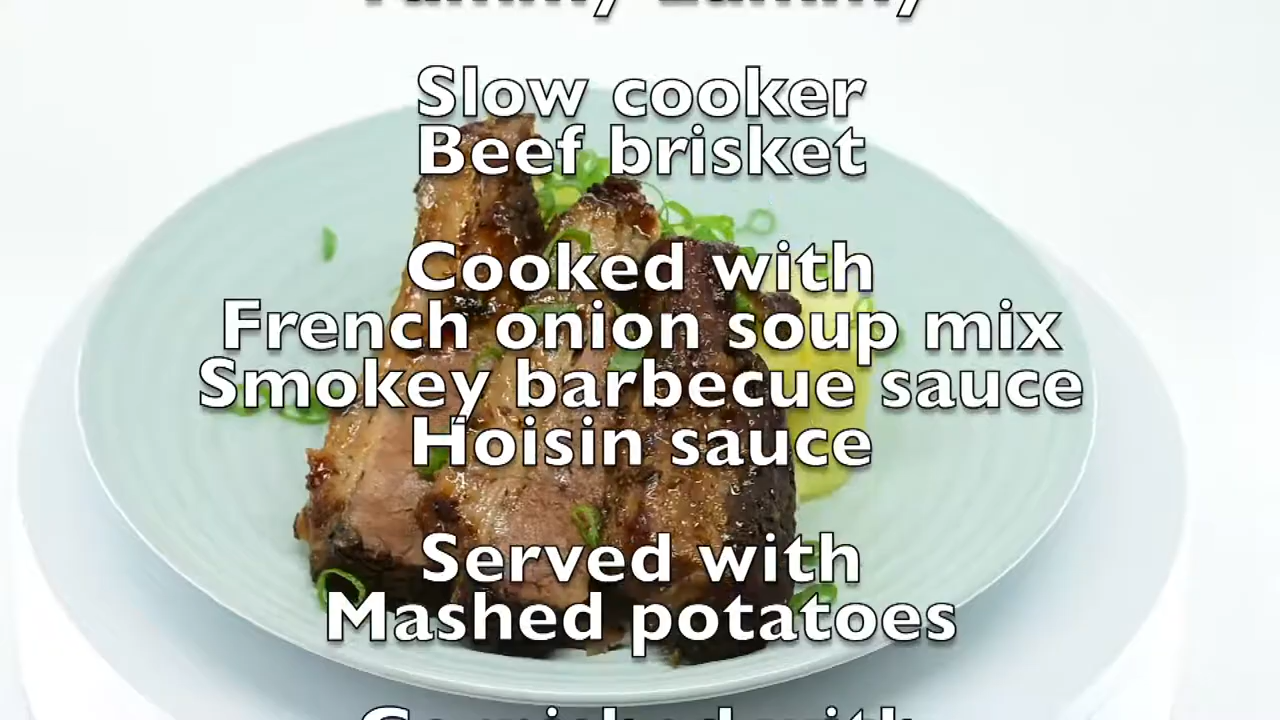 Slow cooker
Beef brisket
Cooked with
French onion soup mix
Smokey barbecue sauce
Hoisin sauce
Served with
Mashed potatoes